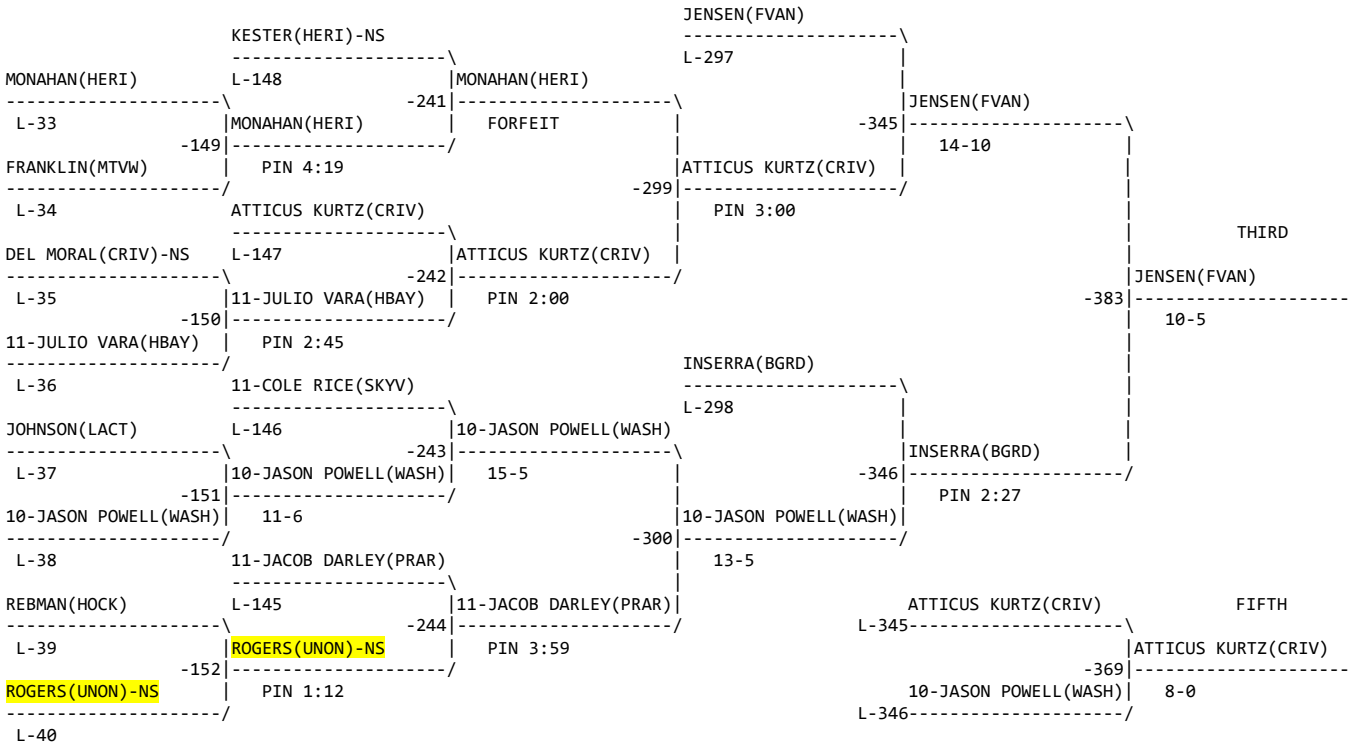 JENSEN(FVAN)
KESTER(HERI)-NS ---------------------\
---------------------\ L-297 |
MONAHAN(HERI) L-148 |MONAHAN(HERI) |
---------------------\ -241|---------------------\ |JENSEN(FVAN)
L-33 |MONAHAN(HERI) | FORFEIT | -345|---------------------\
-149|---------------------/ | | 14-10 |
FRANKLIN(MTVW) | PIN 4:19 |ATTICUS KURTZ(CRIV) | |
---------------------/ -299|---------------------/ |
L-34 ATTICUS KURTZ(CRIV) | PIN 3:00 |
---------------------\ | | THIRD
DEL MORAL(CRIV)-NS L-147 |ATTICUS KURTZ(CRIV) | |
---------------------\ -242|---------------------/ |JENSEN(FVAN)
L-35 |11-JULIO VARA(HBAY) | PIN 2:00 -383|---------------------
-150|---------------------/ | 10-5
11-JULIO VARA(HBAY) | PIN 2:45 |
---------------------/ INSERRA(BGRD) |
L-36 11-COLE RICE(SKYV) ---------------------\ |
---------------------\ L-298 | |
JOHNSON(LACT) L-146 |10-JASON POWELL(WASH) | |
---------------------\ -243|---------------------\ |INSERRA(BGRD) |
L-37 |10-JASON POWELL(WASH)| 15-5 | -346|---------------------/
-151|---------------------/ | | PIN 2:27
10-JASON POWELL(WASH)| 11-6 |10-JASON POWELL(WASH)|
---------------------/ -300|---------------------/
L-38 11-JACOB DARLEY(PRAR) | 13-5
---------------------\ |
REBMAN(HOCK) L-145 |11-JACOB DARLEY(PRAR)| ATTICUS KURTZ(CRIV) FIFTH
---------------------\ -244|---------------------/ L-345---------------------\
L-39 |ROGERS(UNON)-NS | PIN 3:59 |ATTICUS KURTZ(CRIV)
-152|---------------------/ -369|---------------------
ROGERS(UNON)-NS | PIN 1:12 10-JASON POWELL(WASH)| 8-0
---------------------/ L-346---------------------/
L-40